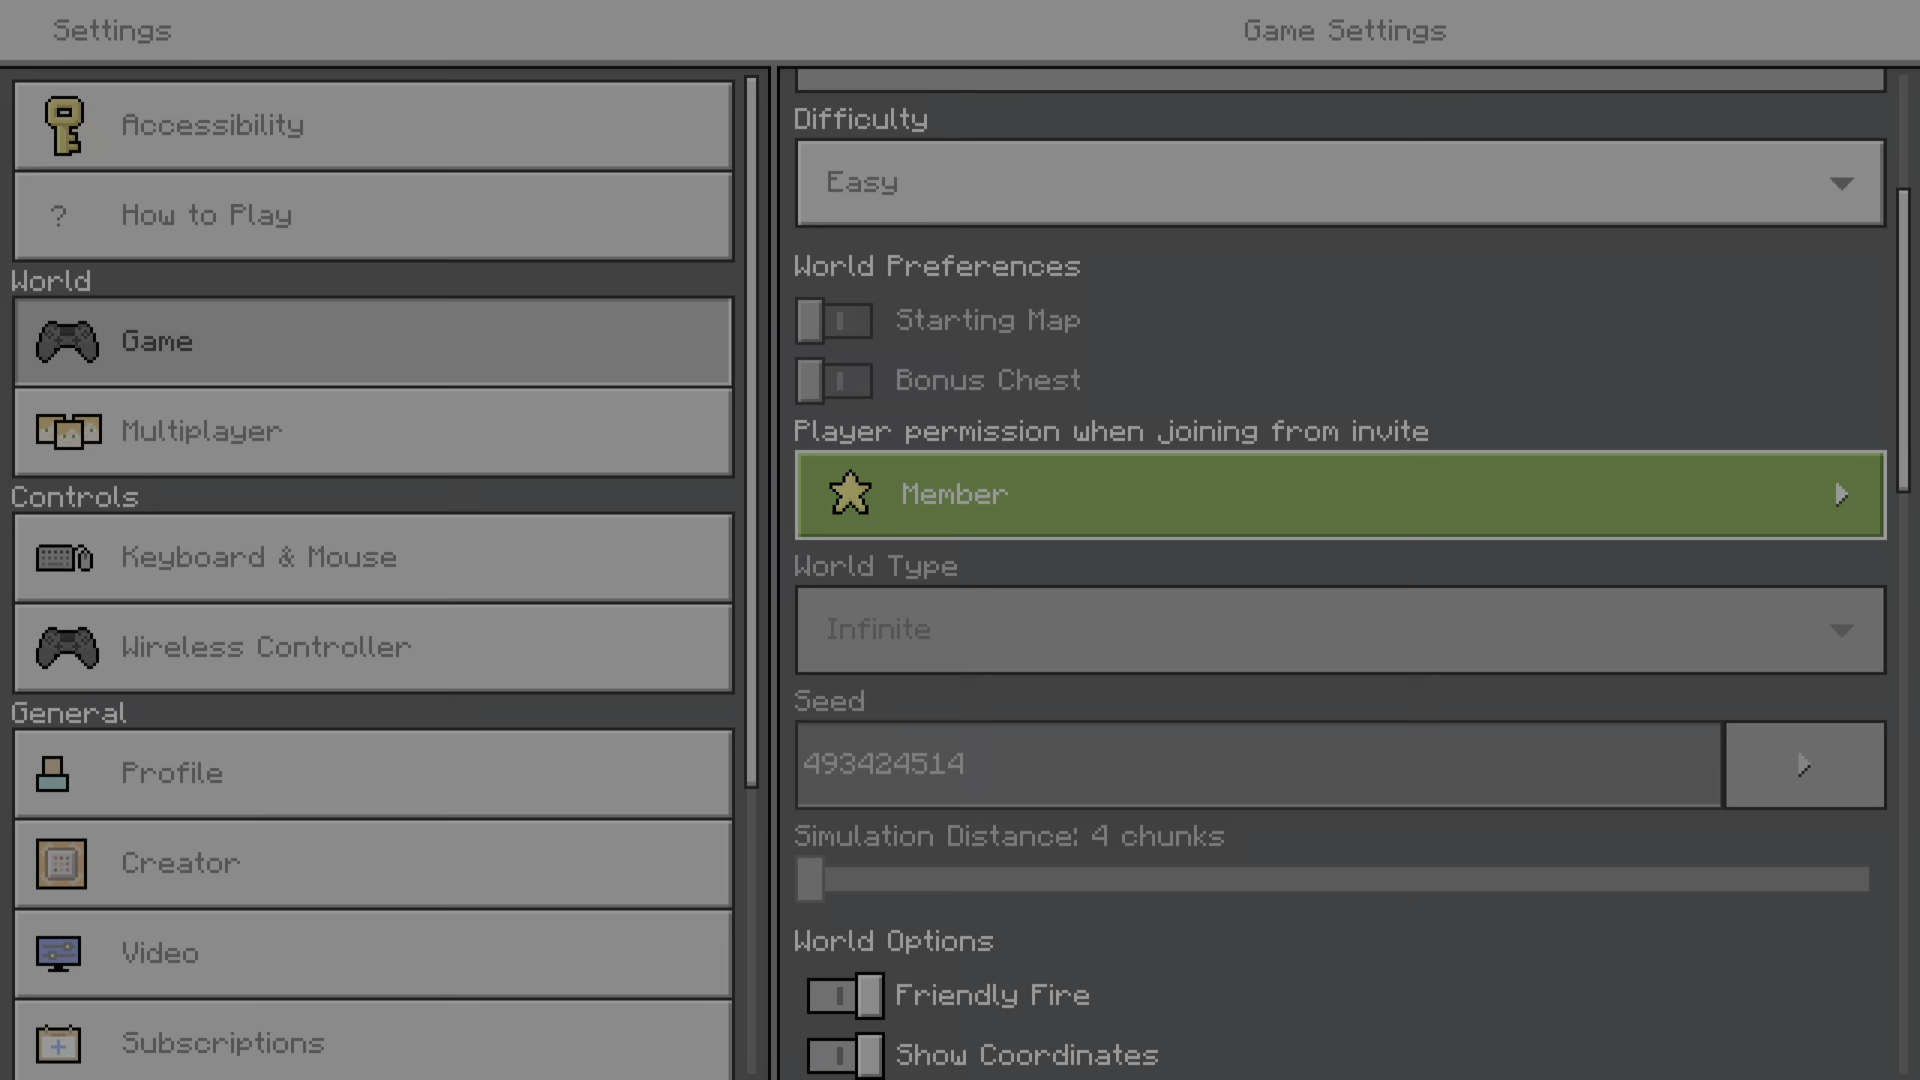 Settings
Game Settings
Accessibility
? How to Play
World
Game
Multiplayer
Controls
Keyboard & Mouse
Wireless Controller
General
Profile
Creator
Video
Subscriptions
Difficulty
Easy
World Preferences
Starting Map
Bonus Chest
Player permission when joining from invite
Member
World Type
Infinite
Seed
493424514
Simulation Distance: 4 chunks
World Options
Friendly Fire
Show Coordinates